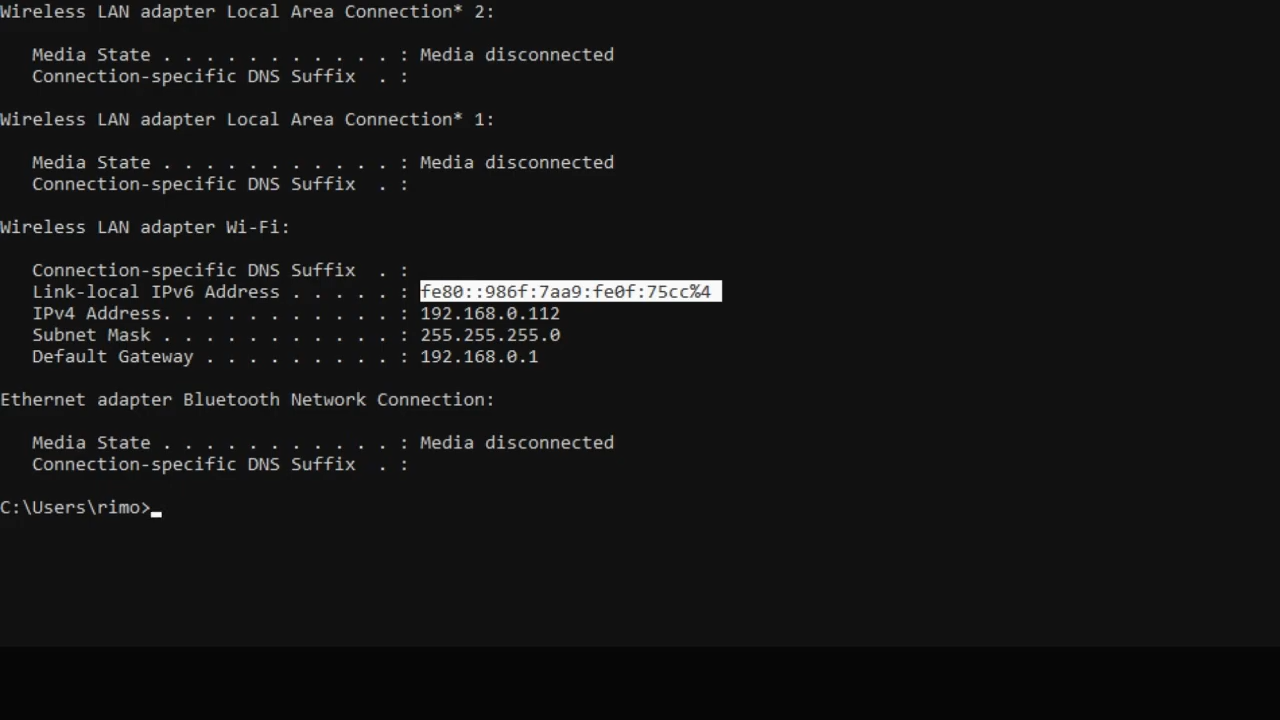 Wireless LAN adapter Local Area Connection* 2:
Media State . . . . . . . . . . . : Media disconnected
Connection-specific DNS Suffix  . :
Wireless LAN adapter Local Area Connection* 1:
Media State . . . . . . . . . . . : Media disconnected
Connection-specific DNS Suffix  . :
Wireless LAN adapter Wi-Fi:
Connection-specific DNS Suffix  . :
Link-local IPv6 Address . . . . . : fe80::986f:7aa9:fe0f:75cc%4
IPv4 Address. . . . . . . . . . . : 192.168.0.112
Subnet Mask . . . . . . . . . . . : 255.255.255.0
Default Gateway . . . . . . . . . : 192.168.0.1
Ethernet adapter Bluetooth Network Connection:
Media State . . . . . . . . . . . : Media disconnected
Connection-specific DNS Suffix  . :
C:\Users\rimo>